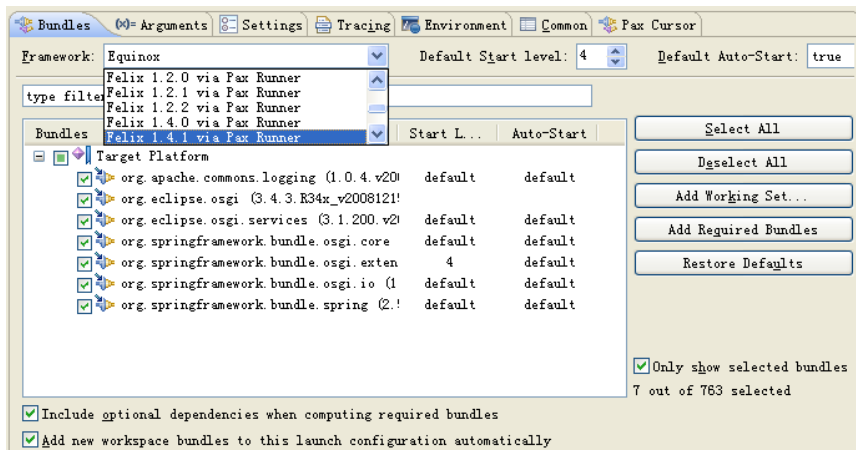 Bundles (x)= Arguments Settings Tracing Environment Common Pax Cursor
Framework: Equinox Default Start level: 4 Default Auto-Start: true
Felix 1.2.0 via Pax Runner
Felix 1.2.1 via Pax Runner
Felix 1.2.2 via Pax Runner
Felix 1.4.0 via Pax Runner
Felix 1.4.1 via Pax Runner
type filter
Bundles Start L... Auto-Start
Target Platform
org.apache.commons.logging (1.0.4.v20 default default
org.eclipse.osgi (3.4.3.R34x_v2008121
org.eclipse.osgi.services (3.1.200.v20 default default
org.springframework.bundle.osgi.core default default
org.springframework.bundle.osgi.exten 4 default
org.springframework.bundle.osgi.io (1 default default
org.springframework.bundle.spring (2. default default
Select All
Deselect All
Add Working Set...
Add Required Bundles
Restore Defaults
Only show selected bundles
7 out of 763 selected
Include optional dependencies when computing required bundles
Add new workspace bundles to this launch configuration automatically